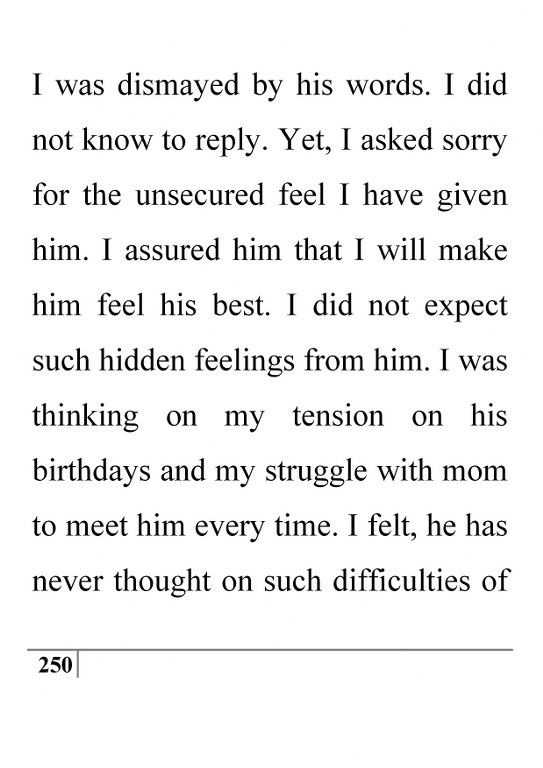 I was dismayed by his words. I did
not know to reply. Yet, I asked sorry
for the unsecured feel I have given
him. I assured him that I will make
him feel his best. I did not expect
such hidden feelings from him. I was
thinking on my tension on his
birthdays and my struggle with mom
to meet him every time. I felt, he has
never thought on such difficulties of
250